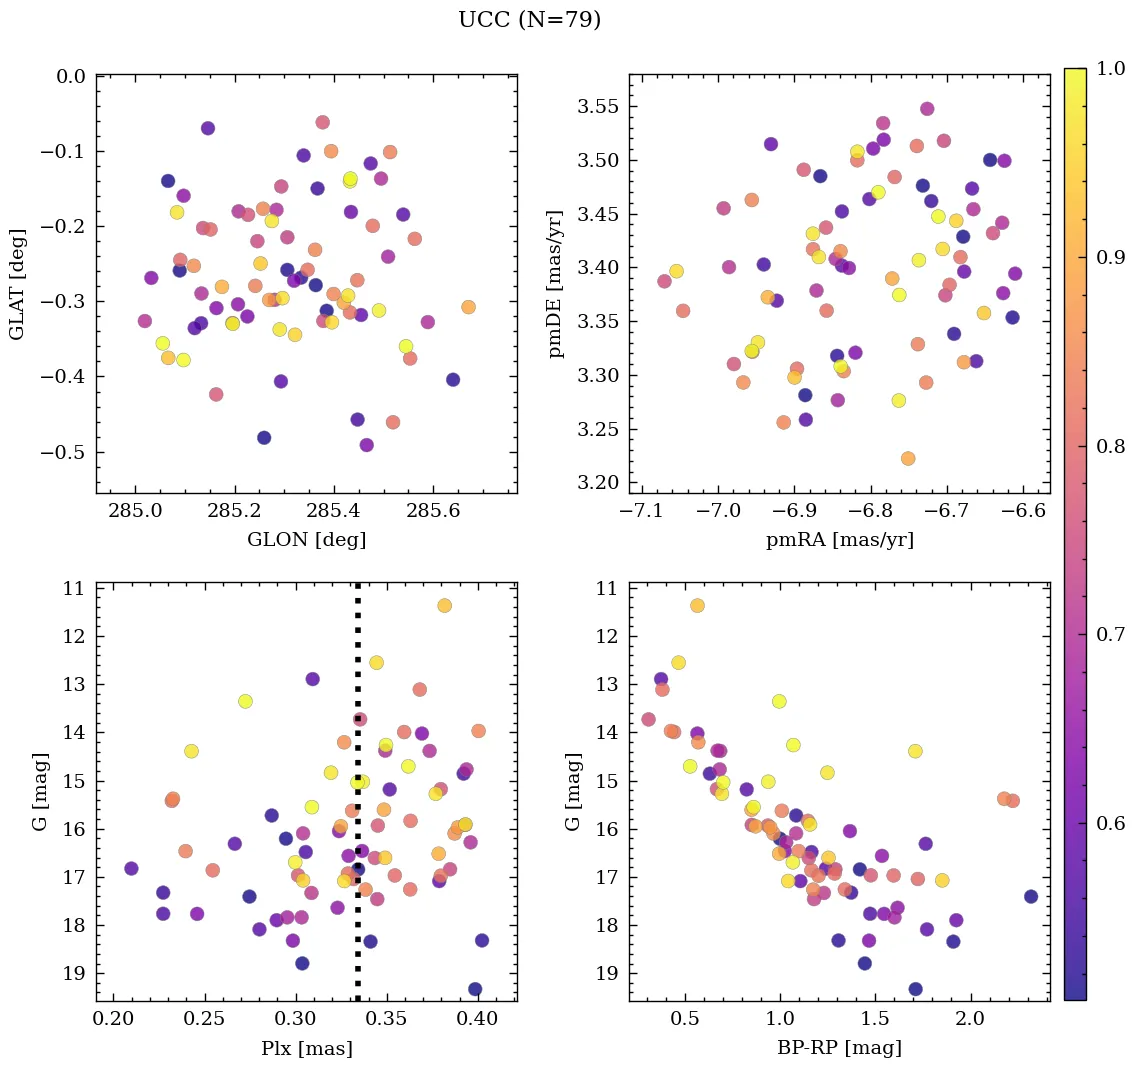 UCC (N=79)
0.0
−0.1
−0.2
−0.3
−0.4
−0.5
GLAT [deg]
285.0 285.2 285.4 285.6
GLON [deg]
3.55
3.50
3.45
3.40
3.35
3.30
3.25
3.20
pmDE [mas/yr]
−7.1 −7.0 −6.9 −6.8 −6.7 −6.6
pmRA [mas/yr]
1.0
0.9
0.8
0.7
0.6
11
12
13
14
15
16
17
18
19
G [mag]
0.20 0.25 0.30 0.35 0.40
Plx [mas]
11
12
13
14
15
16
17
18
19
G [mag]
0.5 1.0 1.5 2.0
BP-RP [mag]